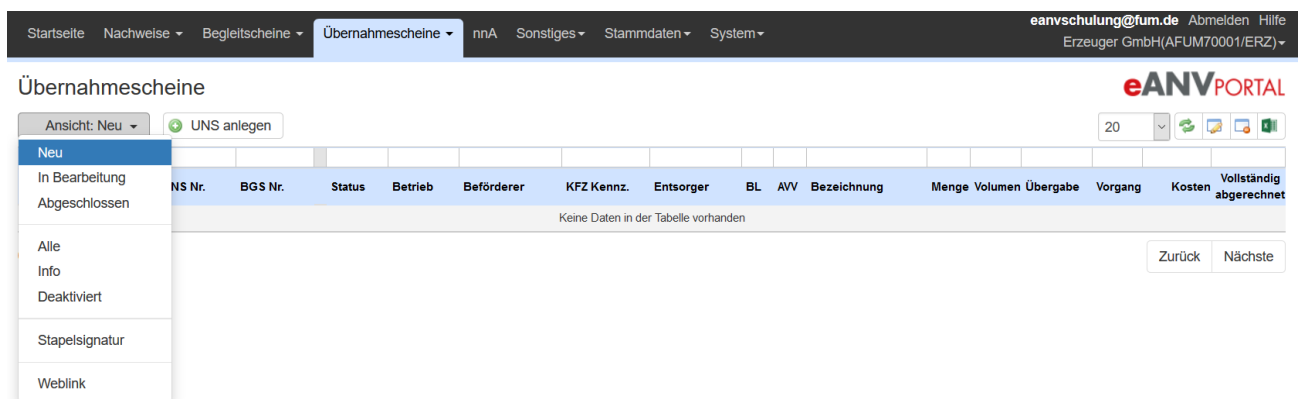 eanvschulung@fum.de Abmelden Hilfe
Startseite Nachweise Begleitscheine Übernahmescheine nnA Sonstiges Stammdaten System
Erzeuger GmbH(AFUM70001/ERZ)
Übernahmescheine
eANVPORTAL
Ansicht: Neu UNS anlegen 20
Neu
In Bearbeitung
Abgeschlossen
NS Nr. BGS Nr. Status Betrieb Beförderer KFZ Kennz. Entsorger BL AVV Bezeichnung Menge Volumen Übergabe Vorgang Kosten Vollständig abgerechnet
Keine Daten in der Tabelle vorhanden
Alle
Info
Deaktiviert
Zurück Nächste
Stapelsignatur
Weblink